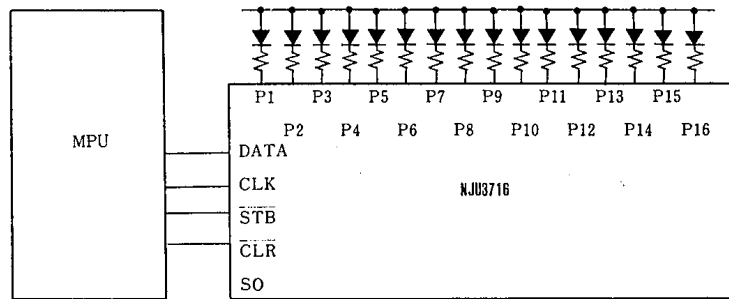 P1 P3 P5 P7 P9 P11 P13 P15
P2 P4 P6 P8 P10 P12 P14 P16
MPU
DATA
CLK
NJU3716
STB
CLR
SO